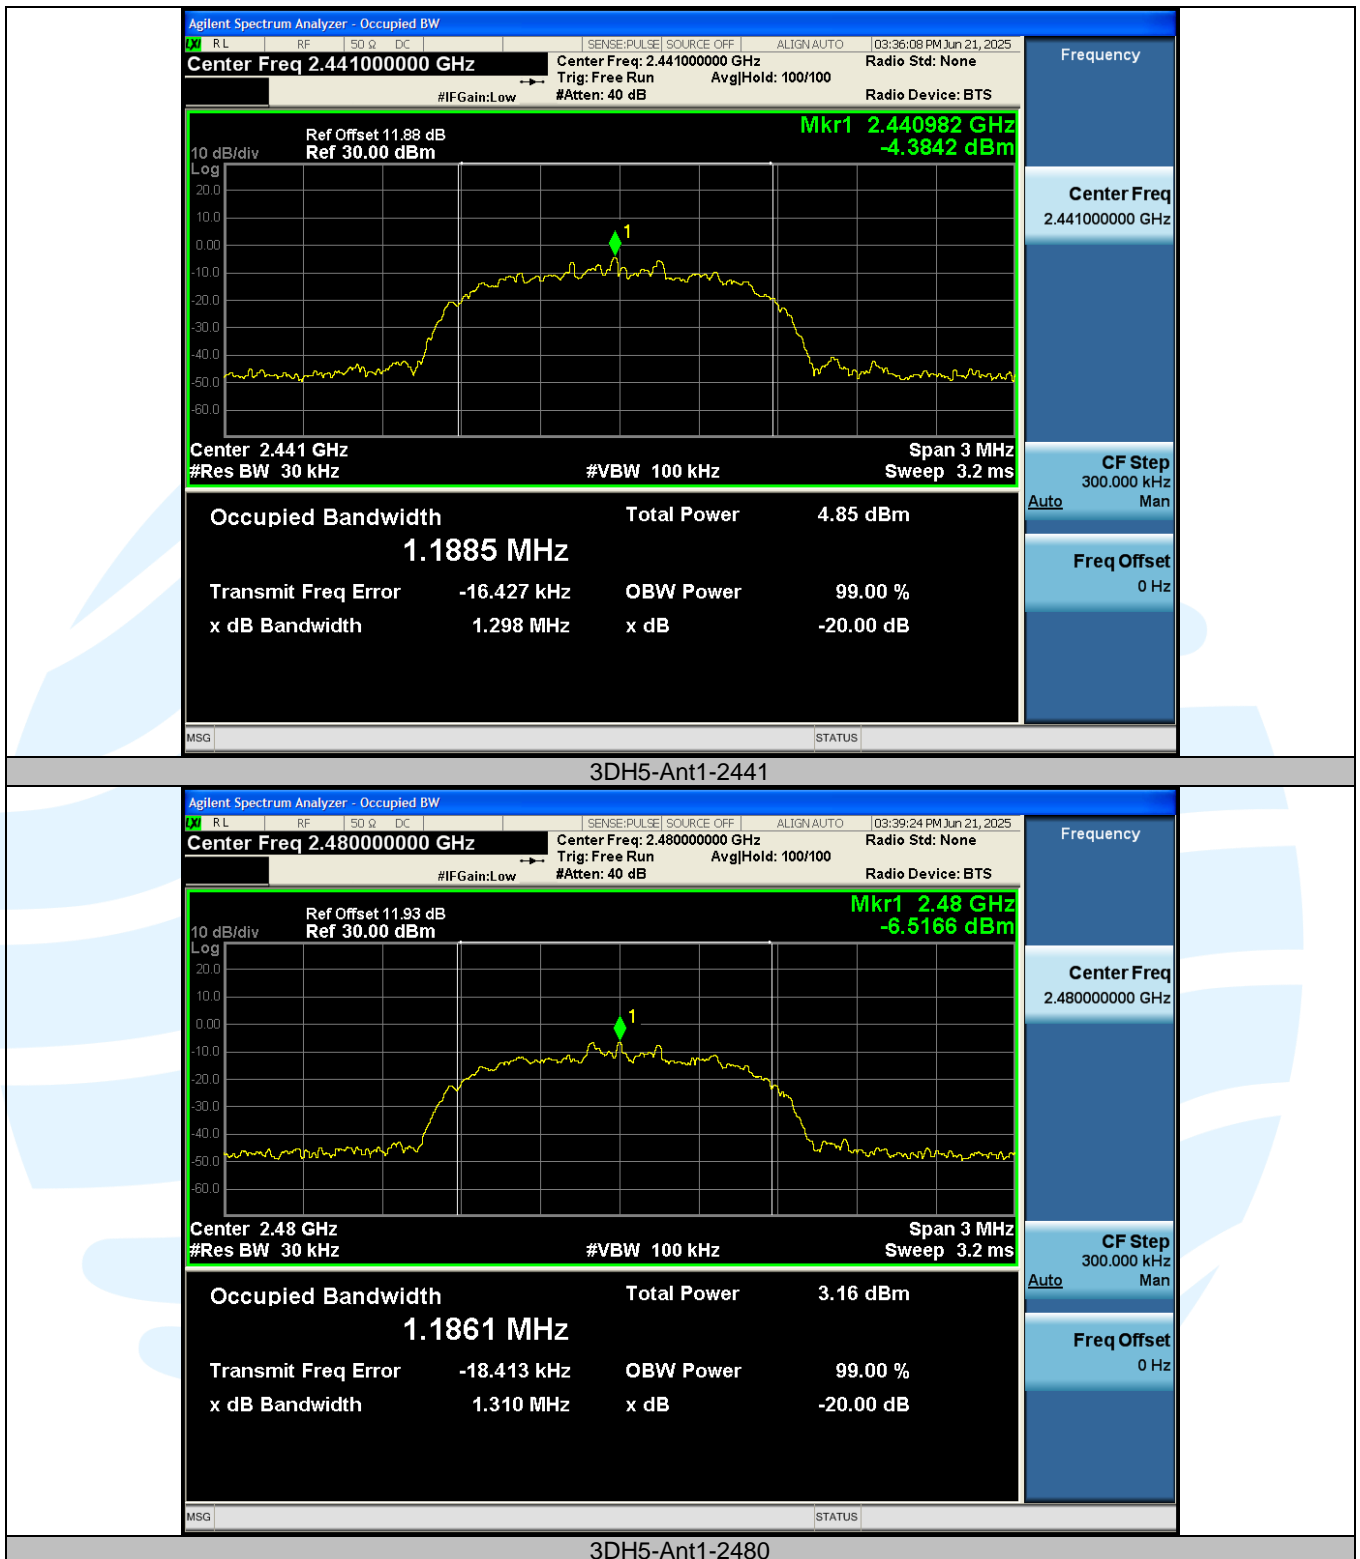 Agilent Spectrum Analyzer - Occupied BW
LXI RL RF 50 Ω DC SENSE:PULSE SOURCE OFF ALIGN AUTO 03:36:08 PM Jun 21, 2025
Center Freq 2.441000000 GHz
Center Freq: 2.441000000 GHz
Radio Std: None
Trig: Free Run Avg|Hold: 100/100
#IFGain:Low
#Atten: 40 dB
Radio Device: BTS
Frequency
Mkr1 2.440982 GHz
-4.3842 dBm
Ref Offset 11.88 dB
10 dB/div Ref 30.00 dBm
Log
20.0
10.0
0.00
-10.0
-20.0
-30.0
-40.0
-50.0
-60.0
1
Center Freq
2.441000000 GHz
Center 2.441 GHz Span 3 MHz
#Res BW 30 kHz #VBW 100 kHz Sweep 3.2 ms
CF Step
300.000 kHz
Auto Man
Occupied Bandwidth Total Power 4.85 dBm
1.1885 MHz
Freq Offset
0 Hz
Transmit Freq Error -16.427 kHz OBW Power 99.00 %
x dB Bandwidth 1.298 MHz x dB -20.00 dB
MSG STATUS
3DH5-Ant1-2441
Agilent Spectrum Analyzer - Occupied BW
LXI RL RF 50 Ω DC SENSE:PULSE SOURCE OFF ALIGN AUTO 03:39:24 PM Jun 21, 2025
Center Freq 2.480000000 GHz
Center Freq: 2.480000000 GHz
Radio Std: None
Trig: Free Run Avg|Hold: 100/100
#IFGain:Low
#Atten: 40 dB
Radio Device: BTS
Frequency
Mkr1 2.48 GHz
-6.5166 dBm
Ref Offset 11.93 dB
10 dB/div Ref 30.00 dBm
Log
20.0
10.0
0.00
-10.0
-20.0
-30.0
-40.0
-50.0
-60.0
1
Center Freq
2.480000000 GHz
Center 2.48 GHz Span 3 MHz
#Res BW 30 kHz #VBW 100 kHz Sweep 3.2 ms
CF Step
300.000 kHz
Auto Man
Occupied Bandwidth Total Power 3.16 dBm
1.1861 MHz
Freq Offset
0 Hz
Transmit Freq Error -18.413 kHz OBW Power 99.00 %
x dB Bandwidth 1.310 MHz x dB -20.00 dB
MSG STATUS
3DH5-Ant1-2480